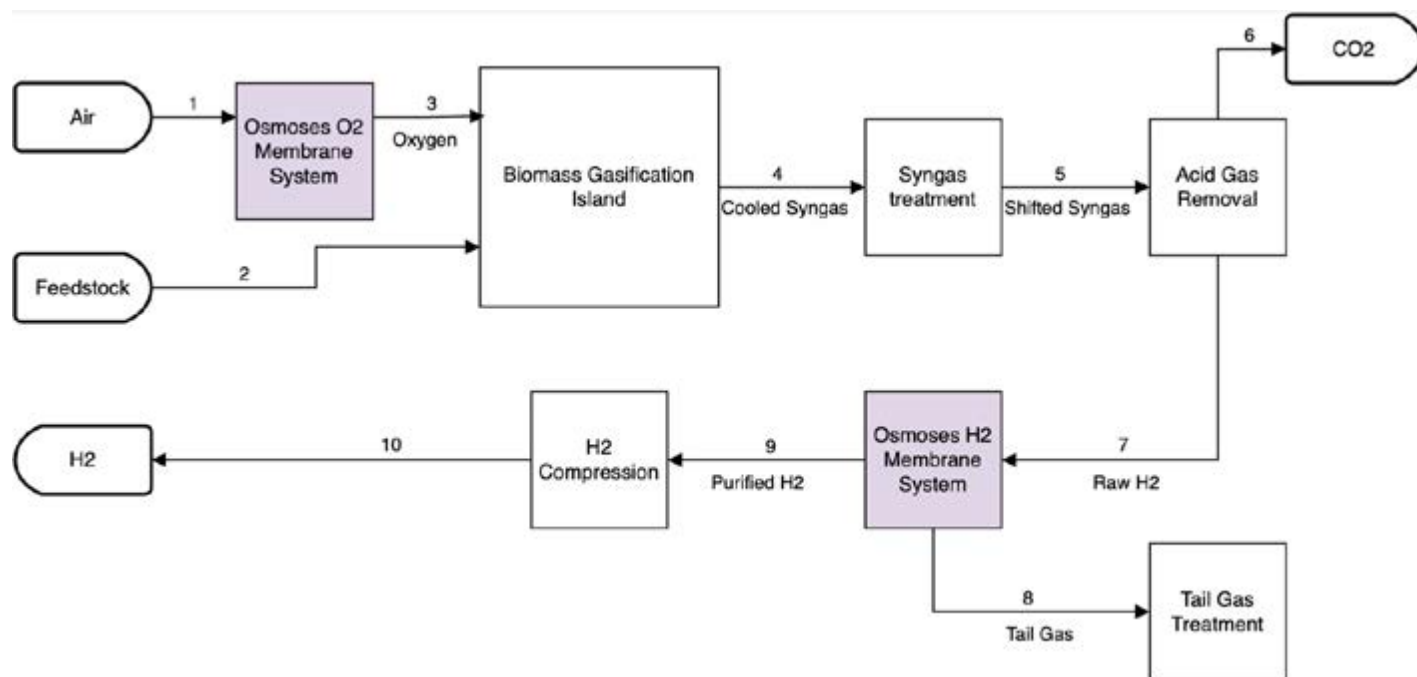 6
CO2
Air
1
Osmoses O2
Membrane
System
3
Oxygen
Biomass Gasification
Island
4
Cooled Syngas
Syngas
treatment
5
Shifted Syngas
Acid Gas
Removal
Feedstock
2
H2
10
H2
Compression
9
Purified H2
Osmoses H2
Membrane
System
7
Raw H2
8
Tail Gas
Tail Gas
Treatment